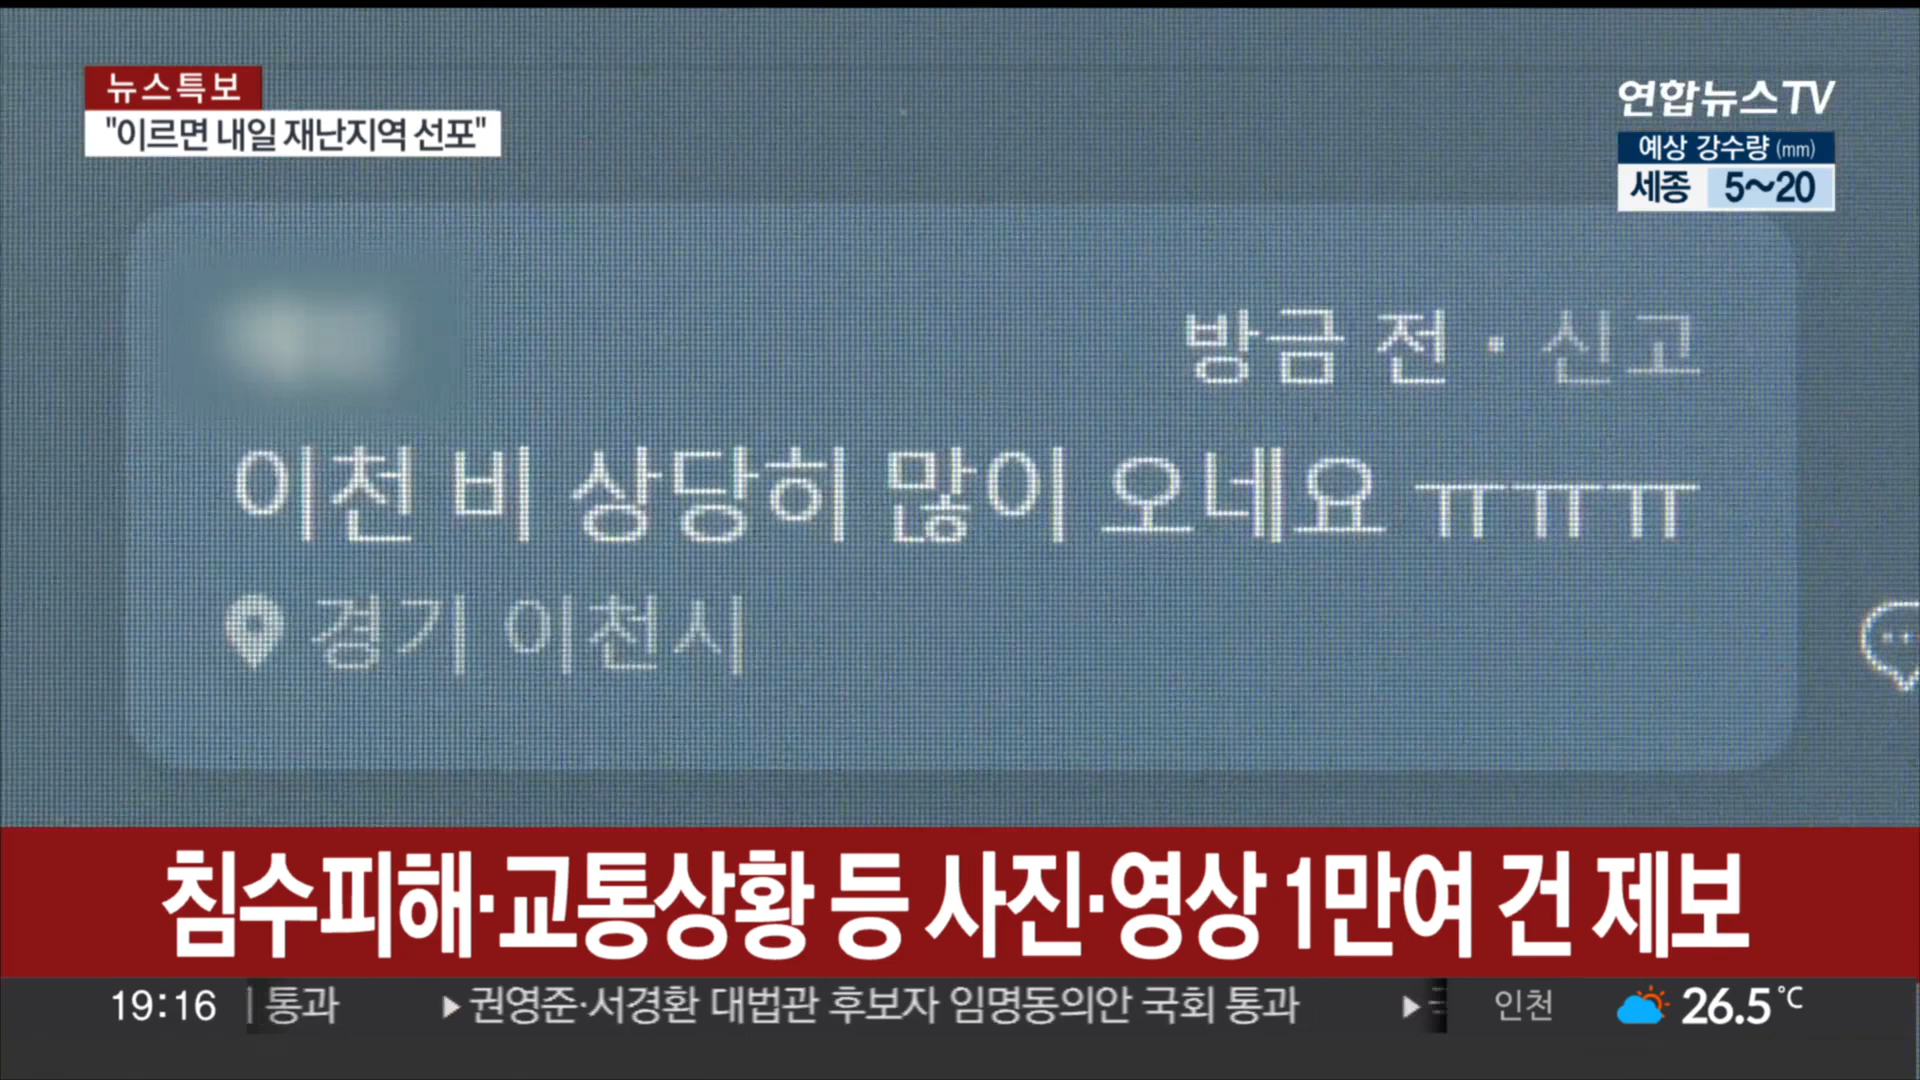 뉴스특보
"이르면 내일 재난지역 선포"
연합뉴스TV
예상 강수량 (mm)
세종 5~20
방금 전 · 신고
이천 비 상당히 많이 오네요 ㅠㅠㅠ
경기 이천시
침수피해·교통상황 등 사진·영상 1만여 건 제보
19:16 통과 ▶권영준·서경환 대법관 후보자 임명동의안 국회 통과 ▶ 인천 26.5℃